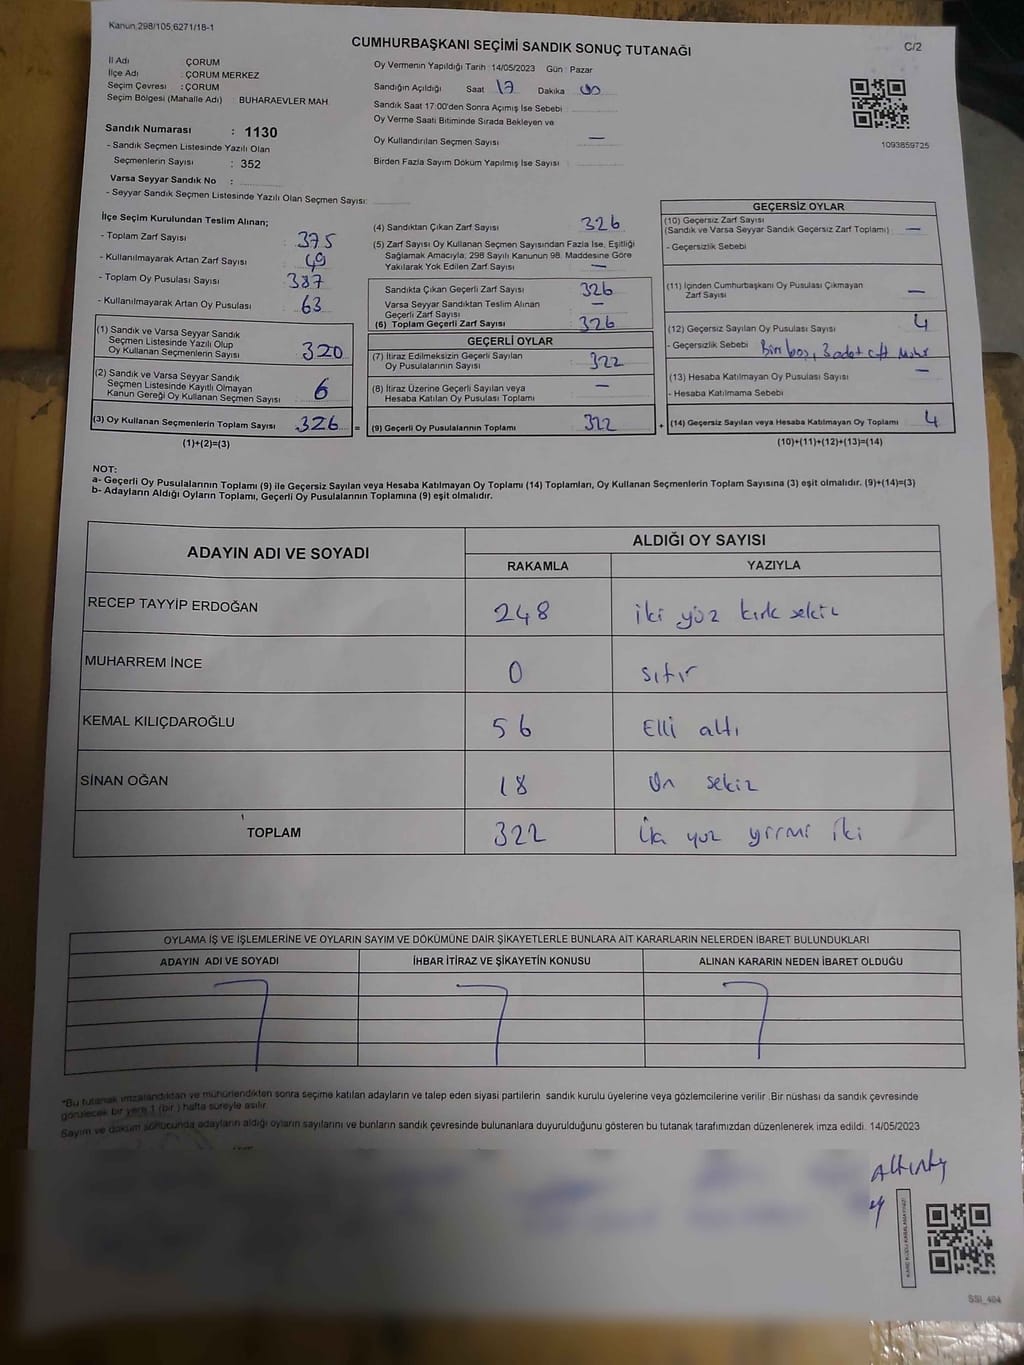 Kanun,298/105,6271/18-1
CUMHURBAŞKANI SEÇİMİ SANDIK SONUÇ TUTANAĞI
C/2
İl Adı : ÇORUM
İlçe Adı : ÇORUM MERKEZ
Seçim Çevresi : ÇORUM
Seçim Bölgesi (Mahalle Adı) BUHARAEVLER MAH.
Sandık Numarası : 1130
- Sandık Seçmen Listesinde Yazılı Olan
Seçmenlerin Sayısı : 352
Varsa Seyyar Sandık No :
- Seyyar Sandık Seçmen Listesinde Yazılı Olan Seçmen Sayısı:
Oy Vermenin Yapıldığı Tarih :14/05/2023 Gün : Pazar
Sandığın Açıldığı Saat 17 Dakika
Sandık Saat 17:00'den Sonra Açımış İse Sebebi
Oy Verme Saati Bitiminde Sırada Bekleyen ve
Oy Kullandırılan Seçmen Sayısı —
Birden Fazla Sayım Döküm Yapılmış İse Sayısı
1093859725
İlçe Seçim Kurulundan Teslim Alınan;
- Toplam Zarf Sayısı 375
- Kullanılmayarak Artan Zarf Sayısı 49
- Toplam Oy Pusulası Sayısı 387
- Kullanılmayarak Artan Oy Pusulası 63
(1) Sandık ve Varsa Seyyar Sandık
Seçmen Listesinde Yazılı Olup
Oy Kullanan Seçmenlerin Sayısı 320
(2) Sandık ve Varsa Seyyar Sandık
Seçmen Listesinde Kayıtlı Olmayan
Kanun Gereği Oy Kullanan Seçmen Sayısı 6
(3) Oy Kullanan Seçmenlerin Toplam Sayısı 326 =
(1)+(2)=(3)
(4) Sandıktan Çıkan Zarf Sayısı 326
(5) Zarf Sayısı Oy Kullanan Seçmen Sayısından Fazla İse, Eşitliği
Sağlamak Amacıyla; 298 Sayılı Kanunun 98. Maddesine Göre
Yakılarak Yok Edilen Zarf Sayısı —
Sandıkta Çıkan Geçerli Zarf Sayısı 326
Varsa Seyyar Sandıktan Teslim Alınan
Geçerli Zarf Sayısı —
(6) Toplam Geçerli Zarf Sayısı 326
GEÇERLİ OYLAR
(7) İtiraz Edilmeksizin Geçerli Sayılan
Oy Pusulalarının Sayısı 322
(8) İtiraz Üzerine Geçerli Sayılan veya
Hesaba Katılan Oy Pusulası Toplamı —
(9) Geçerli Oy Pusulalarının Toplamı 322 +
GEÇERSİZ OYLAR
(10) Geçersiz Zarf Sayısı
(Sandık ve Varsa Seyyar Sandık Geçersiz Zarf Toplamı) —
- Geçersizlik Sebebi
(11) İçinden Cumhurbaşkanı Oy Pusulası Çıkmayan
Zarf Sayısı —
(12) Geçersiz Sayılan Oy Pusulası Sayısı 4
- Geçersizlik Sebebi Biri boş, 3 adet çift Mühür
(13) Hesaba Katılmayan Oy Pusulası Sayısı —
- Hesaba Katılmama Sebebi
(14) Geçersiz Sayılan veya Hesaba Katılmayan Oy Toplamı 4
(10)+(11)+(12)+(13)=(14)
NOT:
a- Geçerli Oy Pusulalarının Toplamı (9) ile Geçersiz Sayılan veya Hesaba Katılmayan Oy Toplamı (14) Toplamları, Oy Kullanan Seçmenlerin Toplam Sayısına (3) eşit olmalıdır. (9)+(14)=(3)
b- Adayların Aldığı Oyların Toplamı, Geçerli Oy Pusulalarının Toplamına (9) eşit olmalıdır.
ADAYIN ADI VE SOYADI
ALDIĞI OY SAYISI
RAKAMLA YAZIYLA
RECEP TAYYİP ERDOĞAN 248 iki yüz kırk sekiz
MUHARREM İNCE 0 sıfır
KEMAL KILIÇDAROĞLU 56 Elli altı
SİNAN OĞAN 18 On sekiz
TOPLAM 322 yüz yirmi iki
OYLAMA İŞ VE İŞLEMLERİNE VE OYLARIN SAYIM VE DÖKÜMÜNE DAİR ŞİKAYETLERLE BUNLARA AİT KARARLARIN NELERDEN İBARET BULUNDUKLARI
ADAYIN ADI VE SOYADI İHBAR İTİRAZ VE ŞİKAYETİN KONUSU ALINAN KARARIN NEDEN İBARET OLDUĞU
*Bu tutanak imzalandıktan ve mühürlendikten sonra seçime katılan adayların ve talep eden siyasi partilerin sandık kurulu üyelerine veya gözlemcilerine verilir .Bir nüshası da sandık çevresinde
görülecek bir yere 1 (bir ) hafta süreyle asılır.
Sayım ve döküm sonucunda adayların aldığı oyların sayılarını ve bunların sandık çevresinde bulunanlara duyurulduğunu gösteren bu tutanak tarafımızdan düzenlenerek imza edildi. 14/05/2023
SSI_404